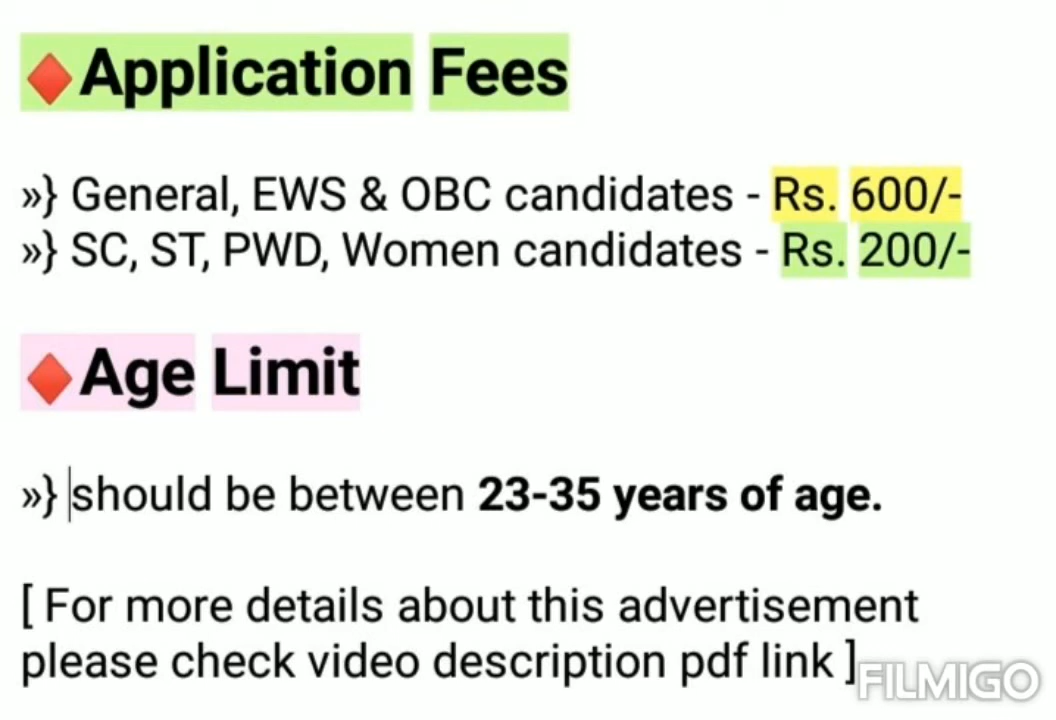 ♦Application Fees
»} General, EWS & OBC candidates - Rs. 600/-
»} SC, ST, PWD, Women candidates - Rs. 200/-
♦Age Limit
»} should be between 23-35 years of age.
[ For more details about this advertisement
please check video description pdf link ]
FILMIGO